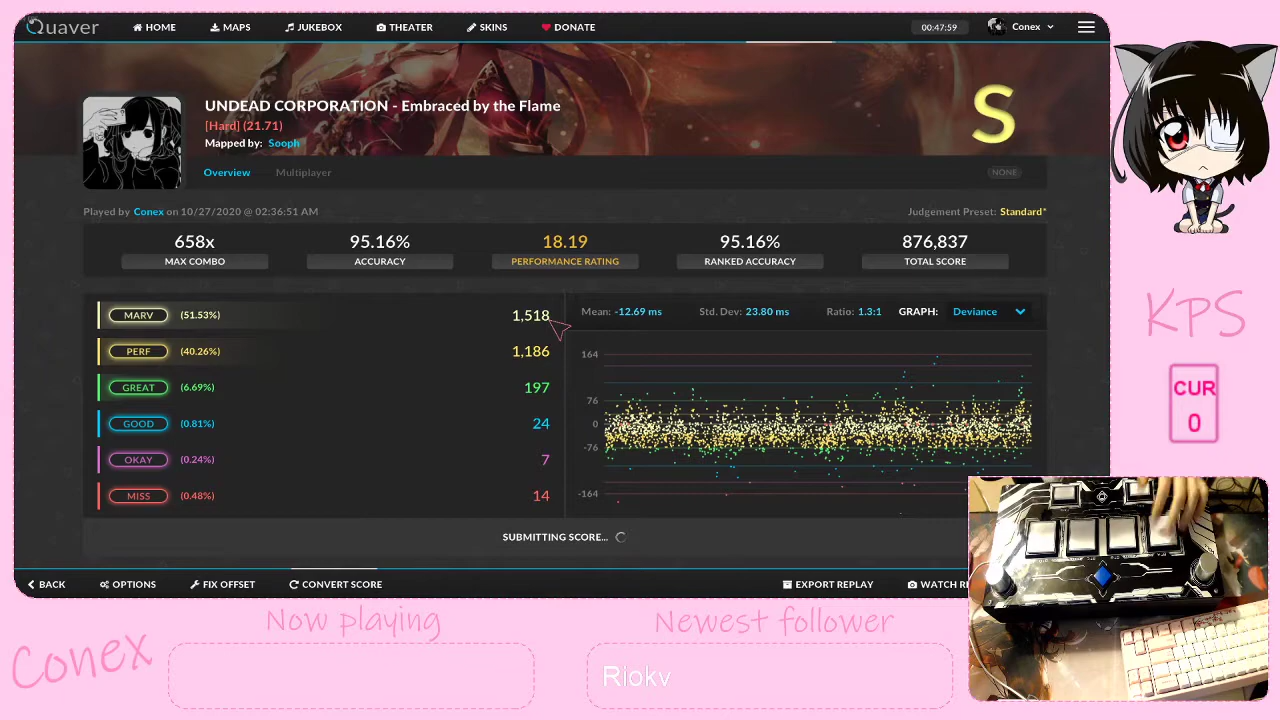 Quaver HOME MAPS JUKEBOX THEATER SKINS DONATE 00:47:59 Conex
UNDEAD CORPORATION - Embraced by the Flame
[Hard] (21.71)
Mapped by: Sooph
S
Overview Multiplayer NONE
Played by Conex on 10/27/2020 @ 02:36:51 AM Judgement Preset: Standard*
658x 95.16% 18.19 95.16% 876,837
MAX COMBO ACCURACY PERFORMANCE RATING RANKED ACCURACY TOTAL SCORE
MARV (51.53%) 1,518
PERF (40.26%) 1,186
GREAT (6.69%) 197
GOOD (0.81%) 24
OKAY (0.24%) 7
MISS (0.48%) 14
Mean: -12.69 ms Std. Dev: 23.80 ms Ratio: 1.3:1 GRAPH: Deviance
164
76
0
-76
-164
SUBMITTING SCORE...
BACK OPTIONS FIX OFFSET CONVERT SCORE EXPORT REPLAY WATCH RE
KPS
CUR
0
Conex
Now playing
Newest follower
Riokv